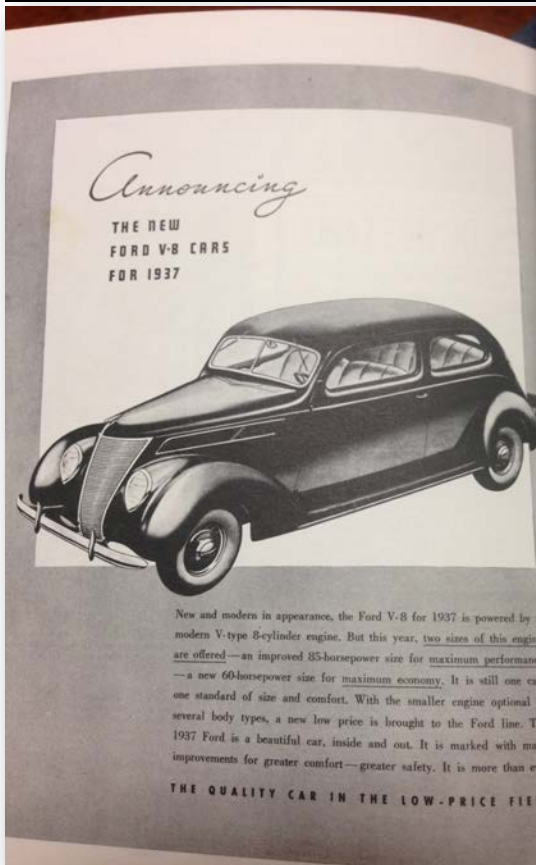 Announcing
THE NEW
FORD V·8 CARS
FOR 1937
New and modern in appearance, the Ford V-8 for 1937 is powered by
modern V-type 8-cylinder engine. But this year, two sizes of this
are offered—an improved 85-horsepower size for maximum
—a new 60-horsepower size for maximum economy. It is still one
one standard of size and comfort. With the smaller engine optional
several body types, a new low price is brought to the Ford line.
1937 Ford is a beautiful car, inside and out. It is marked with
improvements for greater comfort—greater safety. It is more than
THE QUALITY CAR IN THE LOW-PRICE